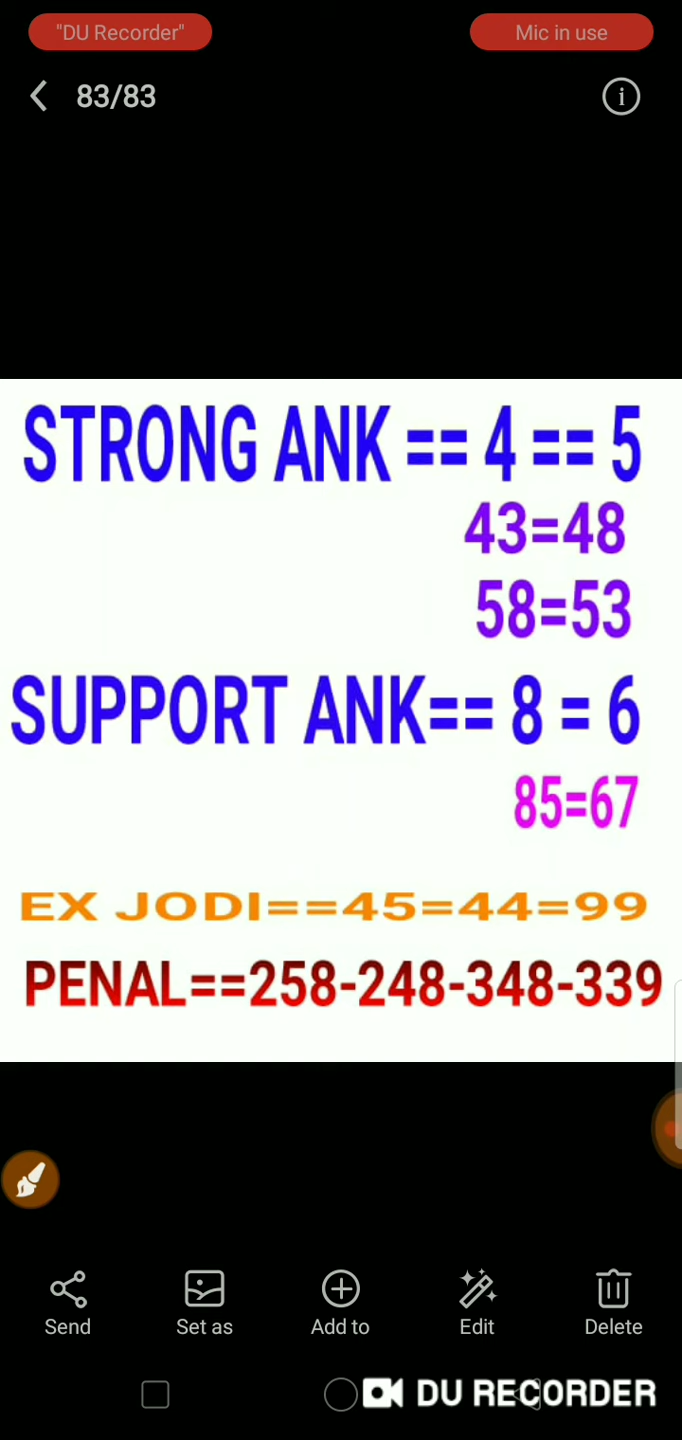 "DU Recorder" Mic in use
83/83
STRONG ANK == 4 == 5
43=48
58=53
SUPPORT ANK== 8 = 6
85=67
EX JODI==45=44=99
PENAL==258-248-348-339
Send Set as Add to Edit Delete
DU RECORDER